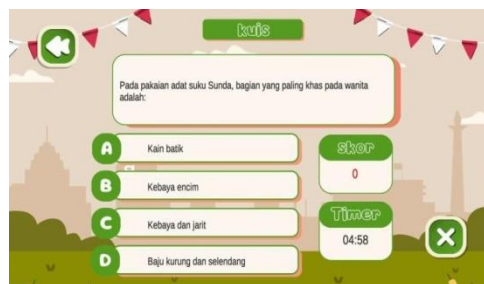 kuis
Pada pakaian adat suku Sunda, bagian yang paling khas pada wanita
adalah:
A Kain batik
B Kebaya encim
C Kebaya dan jarit
D Baju kurung dan selendang
skor
0
Timer
04:58